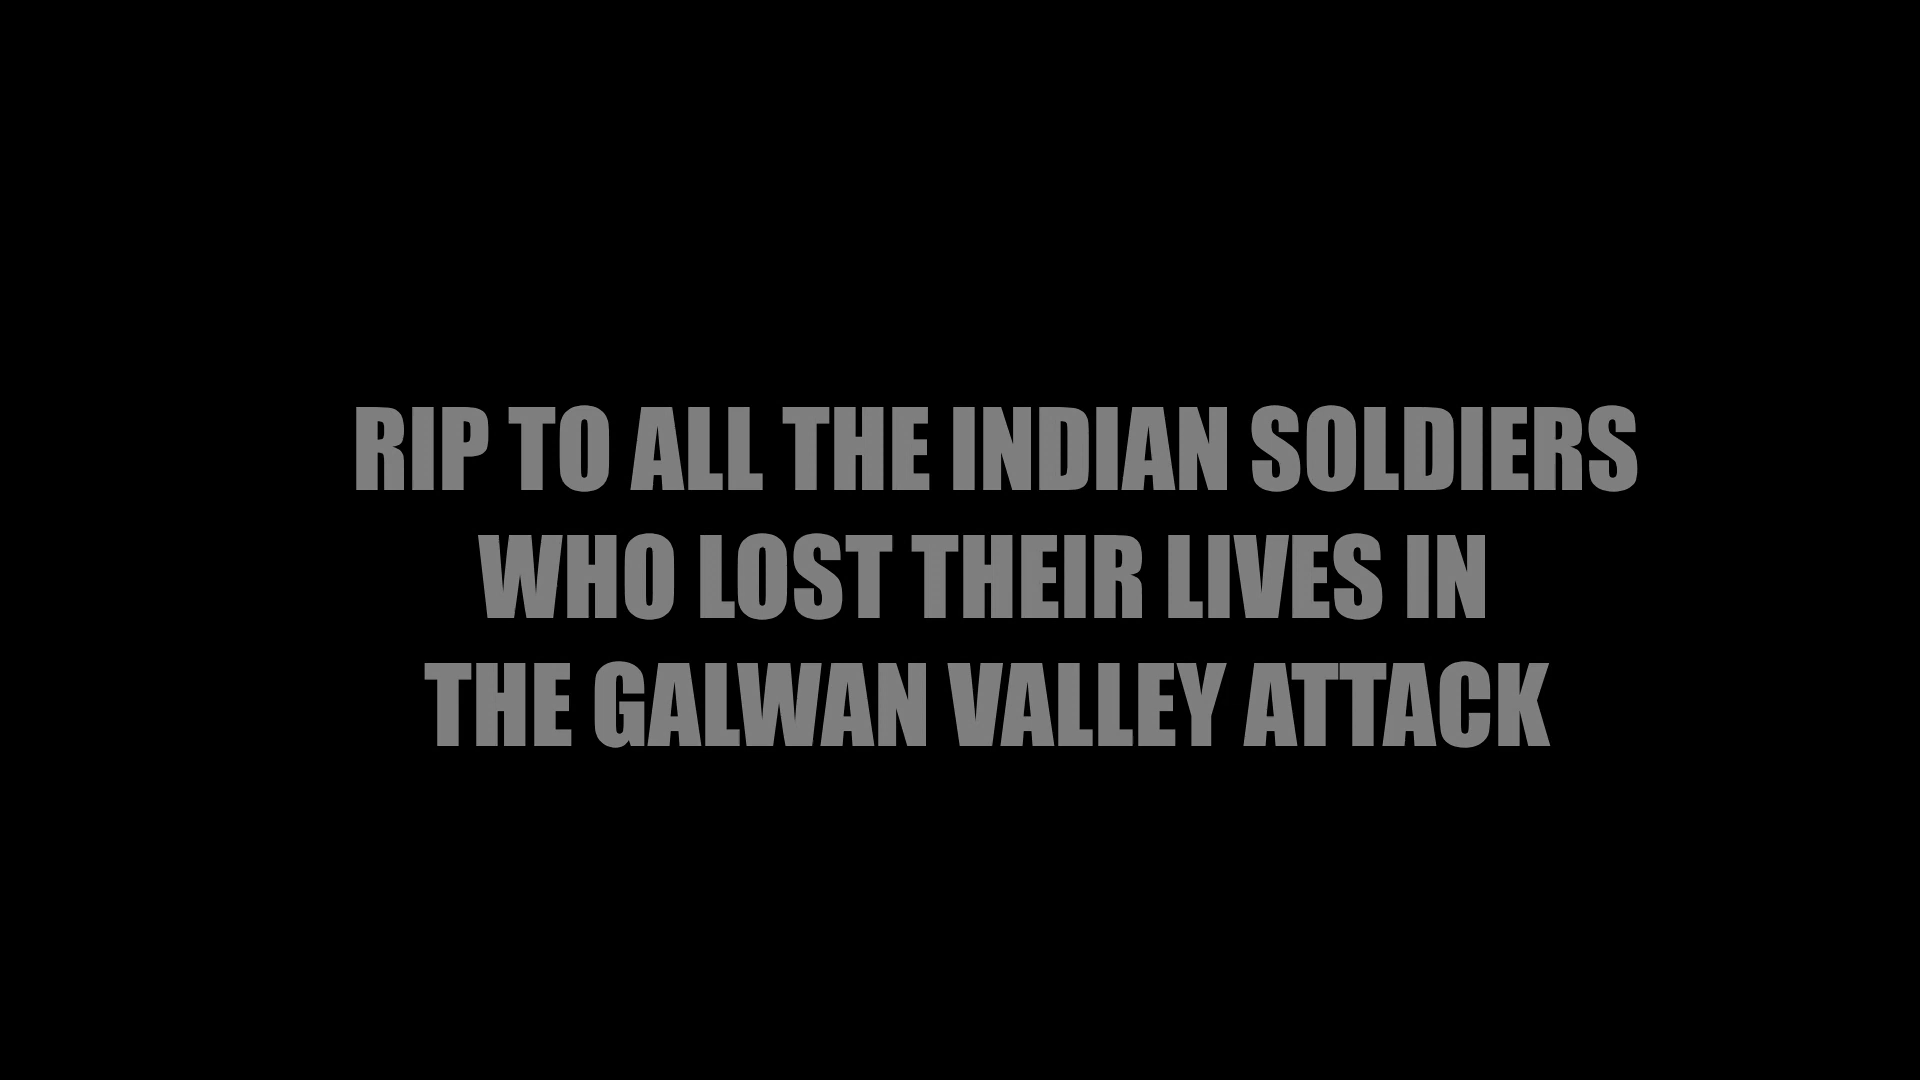 RIP TO ALL THE INDIAN SOLDIERS
WHO LOST THEIR LIVES IN
THE GALWAN VALLEY ATTACK